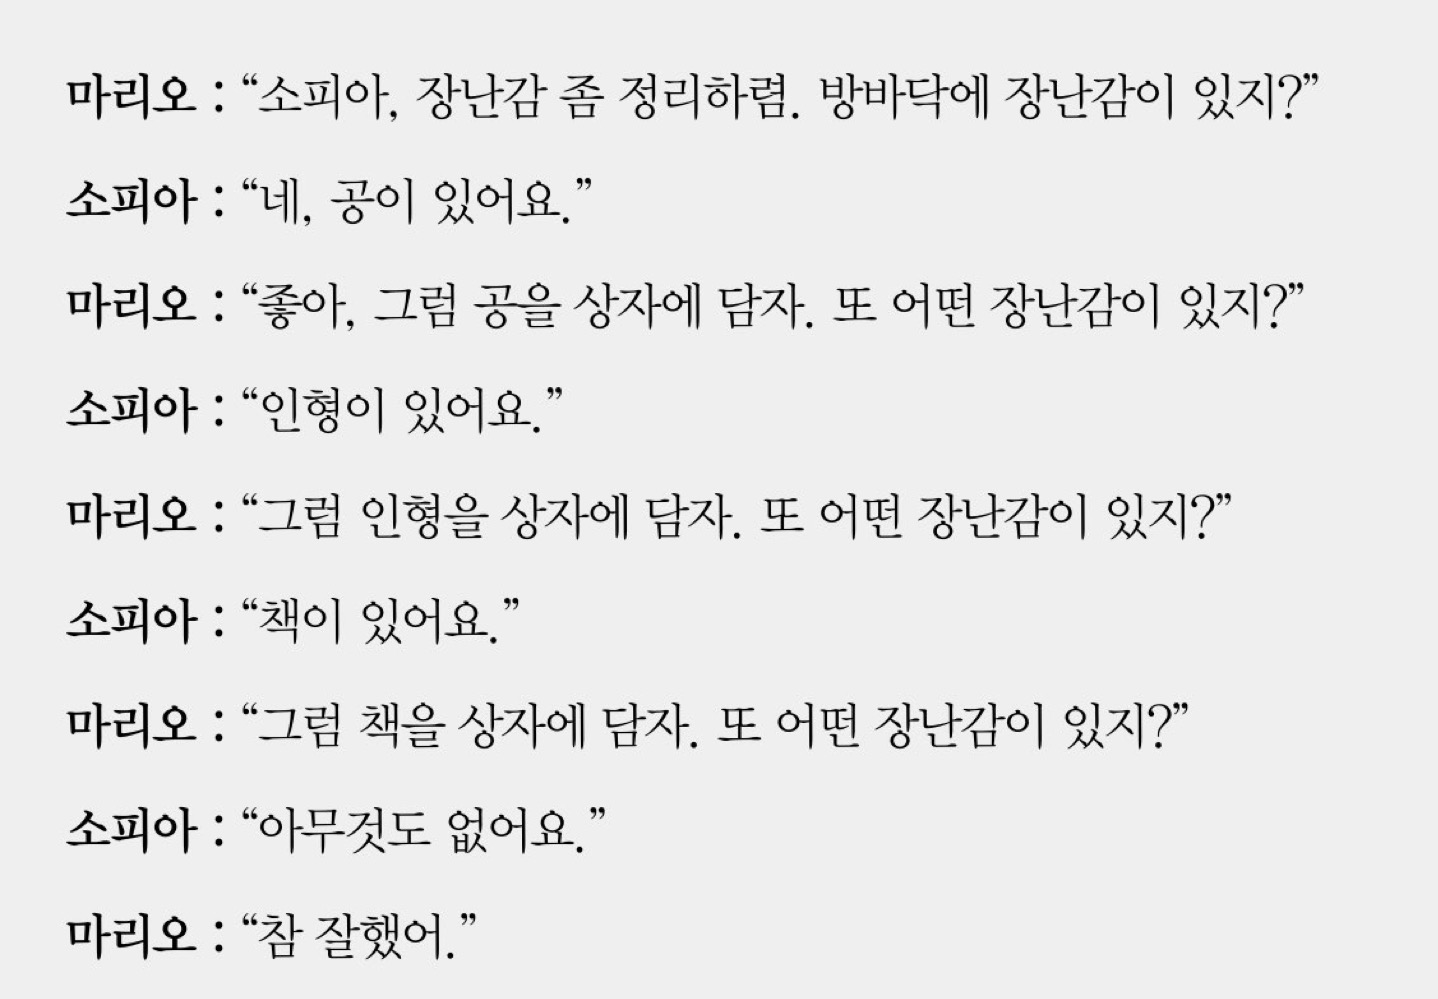 마리오 : “소피아, 장난감 좀 정리하렴. 방바닥에 장난감이 있지?”
소피아 : “네, 공이 있어요.”
마리오 : “좋아, 그럼 공을 상자에 담자. 또 어떤 장난감이 있지?”
소피아 : “인형이 있어요.”
마리오 : “그럼 인형을 상자에 담자. 또 어떤 장난감이 있지?”
소피아 : “책이 있어요.”
마리오 : “그럼 책을 상자에 담자. 또 어떤 장난감이 있지?”
소피아 : “아무것도 없어요.”
마리오 : “참 잘했어.”